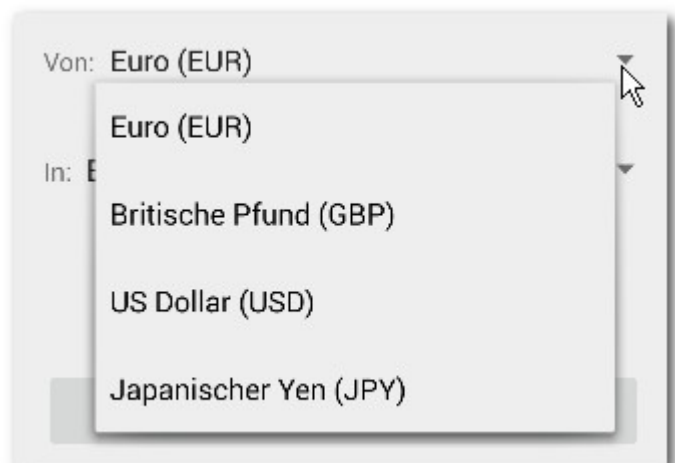 Von: Euro (EUR)
Euro (EUR)
In:
Britische Pfund (GBP)
US Dollar (USD)
Japanischer Yen (JPY)